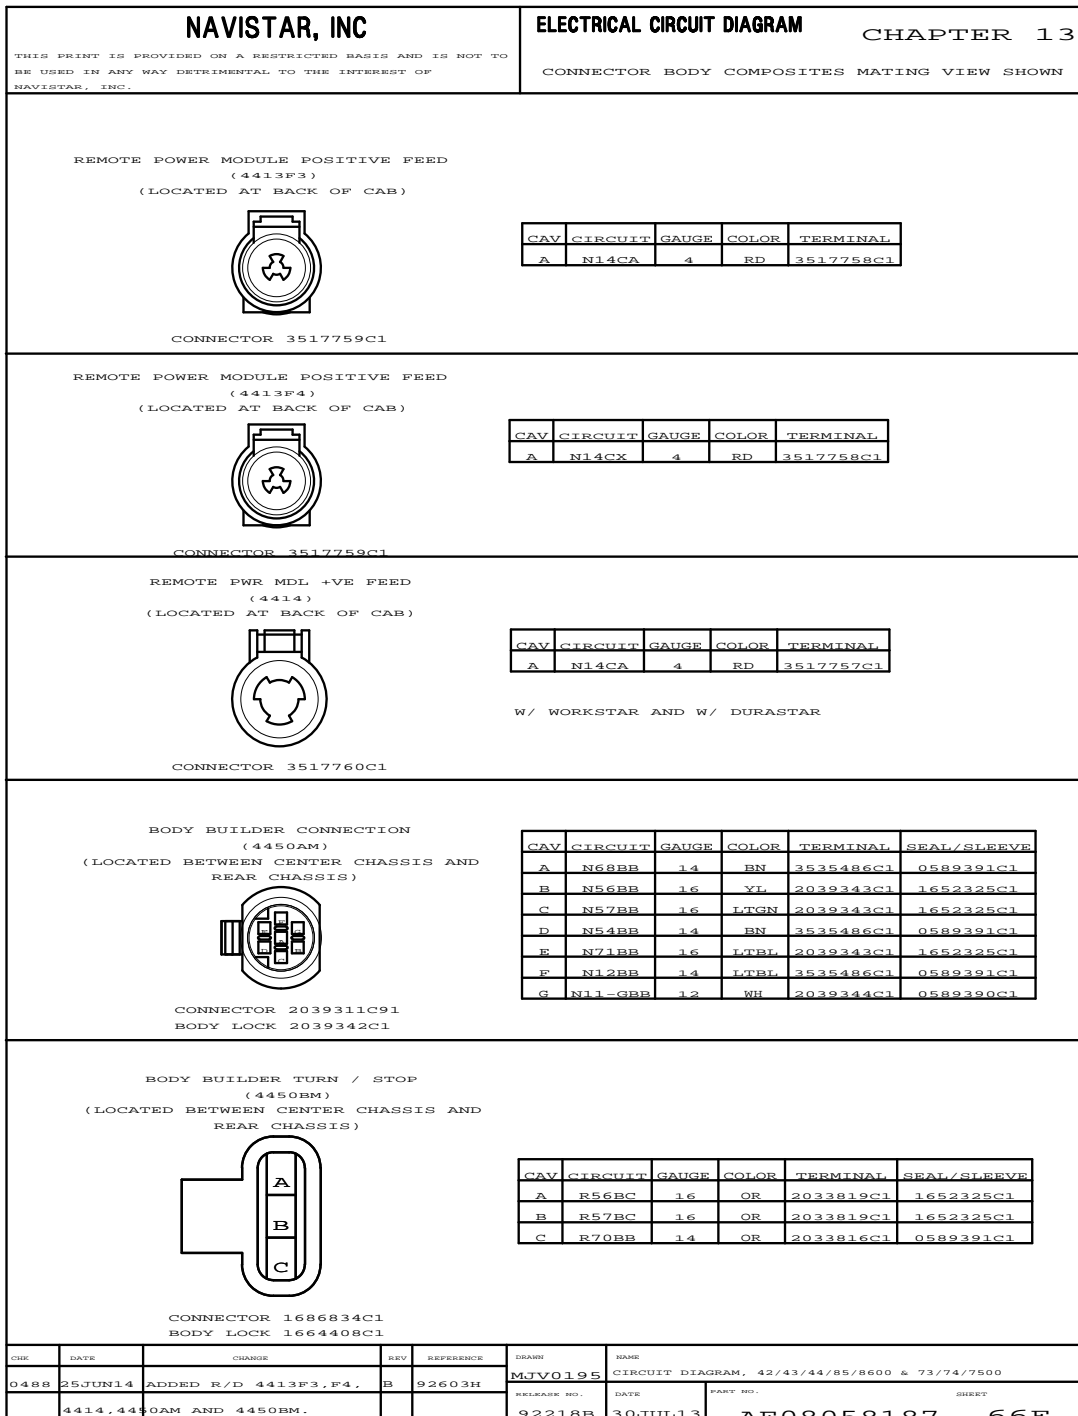 NAVISTAR, INC
THIS PRINT IS PROVIDED ON A RESTRICTED BASIS AND IS NOT TO
BE USED IN ANY WAY DETRIMENTAL TO THE INTEREST OF
NAVISTAR, INC.
ELECTRICAL CIRCUIT DIAGRAM
CHAPTER 13
CONNECTOR BODY COMPOSITES MATING VIEW SHOWN
REMOTE POWER MODULE POSITIVE FEED
(4413F3)
(LOCATED AT BACK OF CAB)
CONNECTOR 3517759C1
CAV CIRCUIT GAUGE COLOR TERMINAL
A N14CA 4 RD 3517758C1
REMOTE POWER MODULE POSITIVE FEED
(4413F4)
(LOCATED AT BACK OF CAB)
CONNECTOR 3517759C1
CAV CIRCUIT GAUGE COLOR TERMINAL
A N14CX 4 RD 3517758C1
REMOTE PWR MDL +VE FEED
(4414)
(LOCATED AT BACK OF CAB)
CONNECTOR 3517760C1
CAV CIRCUIT GAUGE COLOR TERMINAL
A N14CA 4 RD 3517757C1
W/ WORKSTAR AND W/ DURASTAR
BODY BUILDER CONNECTION
(4450AM)
(LOCATED BETWEEN CENTER CHASSIS AND
REAR CHASSIS)
CONNECTOR 2039311C91
BODY LOCK 2039342C1
CAV CIRCUIT GAUGE COLOR TERMINAL SEAL/SLEEVE
A N68BB 14 BN 3535486C1 0589391C1
B N56BB 16 YL 2039343C1 1652325C1
C N57BB 16 LTGN 2039343C1 1652325C1
D N54BB 14 BN 3535486C1 0589391C1
E N71BB 16 LTBL 2039343C1 1652325C1
F N12BB 14 LTBL 3535486C1 0589391C1
G N11-GBB 12 WH 2039344C1 0589390C1
BODY BUILDER TURN / STOP
(4450BM)
(LOCATED BETWEEN CENTER CHASSIS AND
REAR CHASSIS)
A
B
C
CONNECTOR 1686834C1
BODY LOCK 1664408C1
CAV CIRCUIT GAUGE COLOR TERMINAL SEAL/SLEEVE
A R56BC 16 OR 2033819C1 1652325C1
B R57BC 16 OR 2033819C1 1652325C1
C R70BB 14 OR 2033816C1 0589391C1
CHK DATE CHANGE REV REFERENCE
0488 25JUN14 ADDED R/D 4413F3,F4, B 92603H
4414,4450AM AND 4450BM.
DRAWN
MJV0195
NAME
CIRCUIT DIAGRAM, 42/43/44/85/8600 & 73/74/7500
RELEASE NO. DATE PART NO. SHEET
92218B 30JUL13 AF08058187 66F